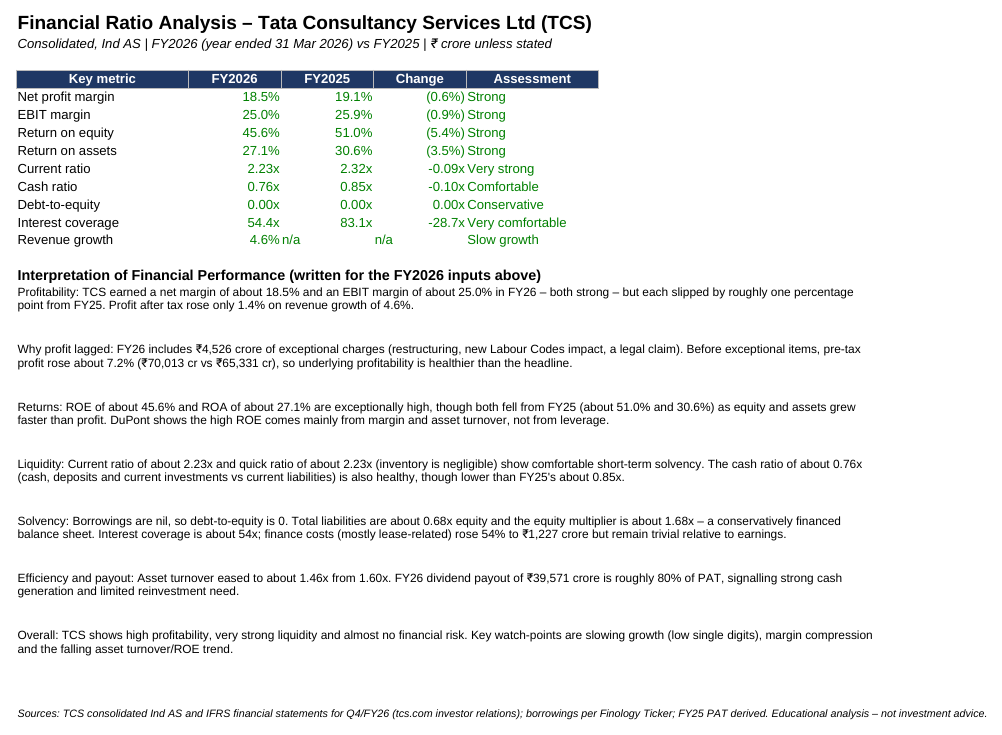 Financial Ratio Analysis – Tata Consultancy Services Ltd (TCS)
Consolidated, Ind AS | FY2026 (year ended 31 Mar 2026) vs FY2025 | ₹ crore unless stated
Key metric FY2026 FY2025 Change Assessment
Net profit margin 18.5% 19.1% (0.6%) Strong
EBIT margin 25.0% 25.9% (0.9%) Strong
Return on equity 45.6% 51.0% (5.4%) Strong
Return on assets 27.1% 30.6% (3.5%) Strong
Current ratio 2.23x 2.32x -0.09x Very strong
Cash ratio 0.76x 0.85x -0.10x Comfortable
Debt-to-equity 0.00x 0.00x 0.00x Conservative
Interest coverage 54.4x 83.1x -28.7x Very comfortable
Revenue growth 4.6% n/a n/a Slow growth
Interpretation of Financial Performance (written for the FY2026 inputs above)
Profitability: TCS earned a net margin of about 18.5% and an EBIT margin of about 25.0% in FY26 – both strong – but each slipped by roughly one percentage
point from FY25. Profit after tax rose only 1.4% on revenue growth of 4.6%.
Why profit lagged: FY26 includes ₹4,526 crore of exceptional charges (restructuring, new Labour Codes impact, a legal claim). Before exceptional items, pre-tax
profit rose about 7.2% (₹70,013 cr vs ₹65,331 cr), so underlying profitability is healthier than the headline.
Returns: ROE of about 45.6% and ROA of about 27.1% are exceptionally high, though both fell from FY25 (about 51.0% and 30.6%) as equity and assets grew
faster than profit. DuPont shows the high ROE comes mainly from margin and asset turnover, not from leverage.
Liquidity: Current ratio of about 2.23x and quick ratio of about 2.23x (inventory is negligible) show comfortable short-term solvency. The cash ratio of about 0.76x
(cash, deposits and current investments vs current liabilities) is also healthy, though lower than FY25's about 0.85x.
Solvency: Borrowings are nil, so debt-to-equity is 0. Total liabilities are about 0.68x equity and the equity multiplier is about 1.68x – a conservatively financed
balance sheet. Interest coverage is about 54x; finance costs (mostly lease-related) rose 54% to ₹1,227 crore but remain trivial relative to earnings.
Efficiency and payout: Asset turnover eased to about 1.46x from 1.60x. FY26 dividend payout of ₹39,571 crore is roughly 80% of PAT, signalling strong cash
generation and limited reinvestment need.
Overall: TCS shows high profitability, very strong liquidity and almost no financial risk. Key watch-points are slowing growth (low single digits), margin compression
and the falling asset turnover/ROE trend.
Sources: TCS consolidated Ind AS and IFRS financial statements for Q4/FY26 (tcs.com investor relations); borrowings per Finology Ticker; FY25 PAT derived. Educational analysis – not investment advice.